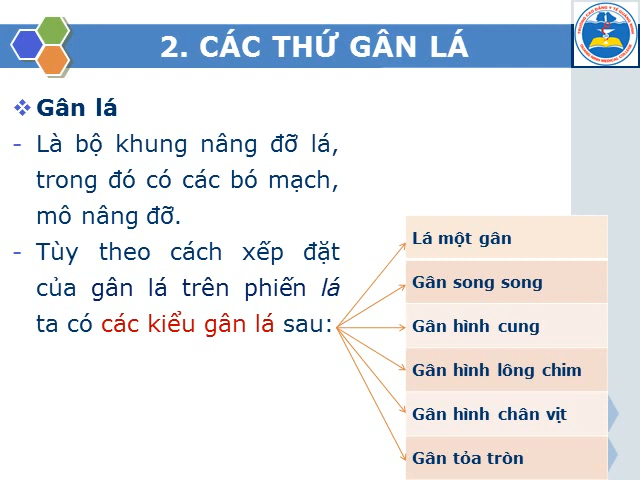 2. CÁC THỨ GÂN LÁ
Gân lá
- Là bộ khung nâng đỡ lá,
trong đó có các bó mạch,
mô nâng đỡ.
- Tùy theo cách xếp đặt
của gân lá trên phiến lá
ta có các kiểu gân lá sau:
Lá một gân
Gân song song
Gân hình cung
Gân hình lông chim
Gân hình chân vịt
Gân tỏa tròn